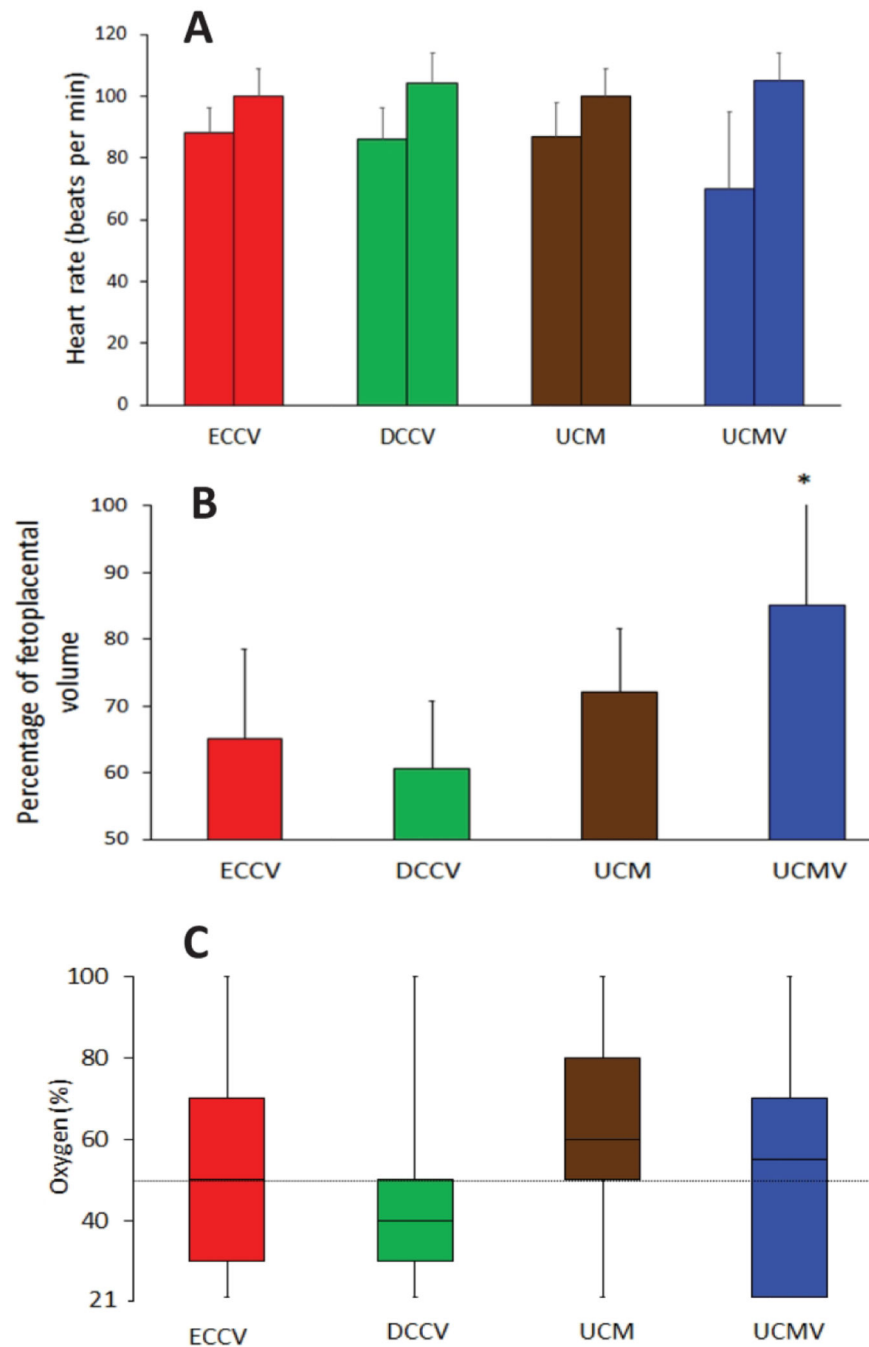 A
Heart rate (beats per min)
120
100
80
60
40
20
0
ECCV DCCV UCM UCMV
B
*
Percentage of fetoplacental
volume
100
90
80
70
60
50
ECCV DCCV UCM UCMV
C
Oxygen (%)
100
80
60
40
21
ECCV DCCV UCM UCMV